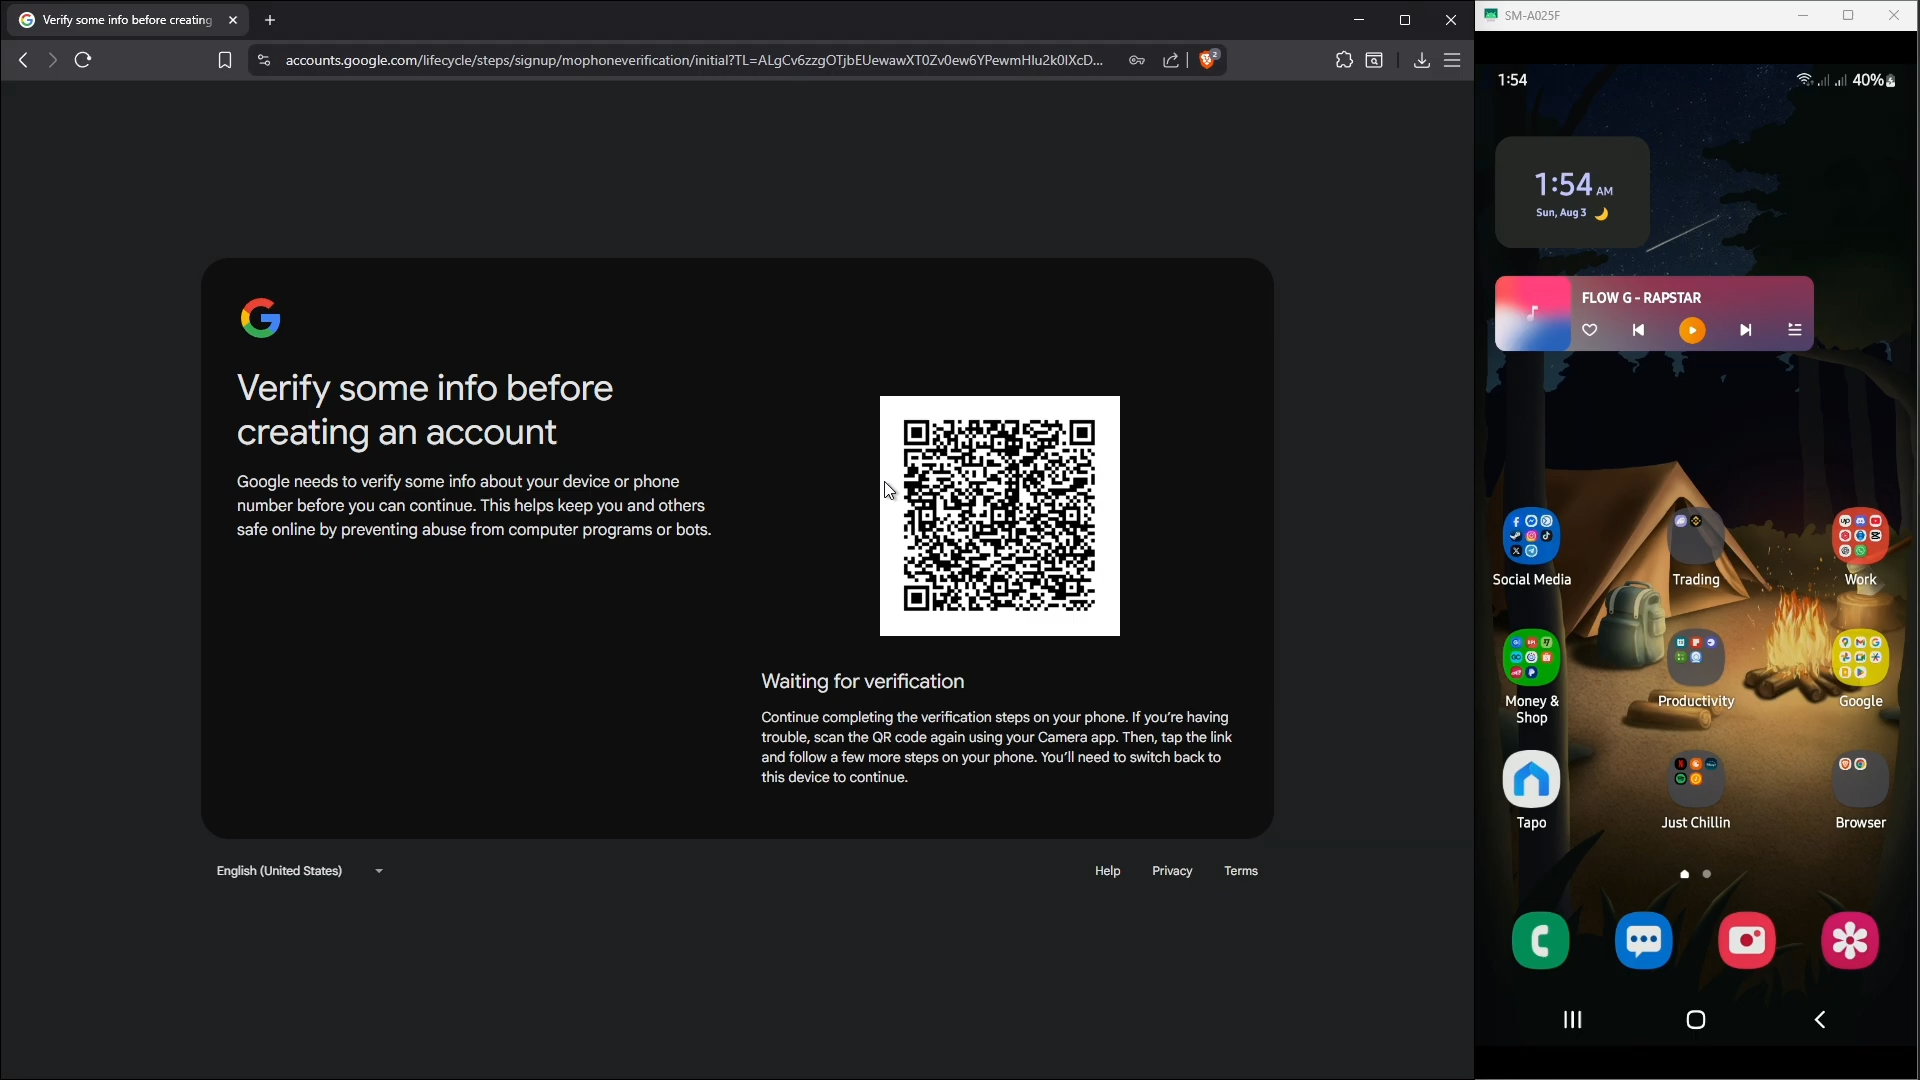 Verify some info before creating
accounts.google.com/lifecycle/steps/signup/mophoneverification/initial?TL=ALgCv6zzgOTjbEUewawXT0Zv0ew6YPewmHlu2k0lXcD...
2
Verify some info before
creating an account
Google needs to verify some info about your device or phone
number before you can continue. This helps keep you and others
safe online by preventing abuse from computer programs or bots.
Waiting for verification
Continue completing the verification steps on your phone. If you're having
trouble, scan the QR code again using your Camera app. Then, tap the link
and follow a few more steps on your phone. You'll need to switch back to
this device to continue.
English (United States)
Help Privacy Terms
SM-A025F
1:54 40%
1:54 AM
Sun, Aug 3
FLOW G - RAPSTAR
Social Media Trading Work
Money &
Shop
Productivity Google
Tapo Just Chillin Browser